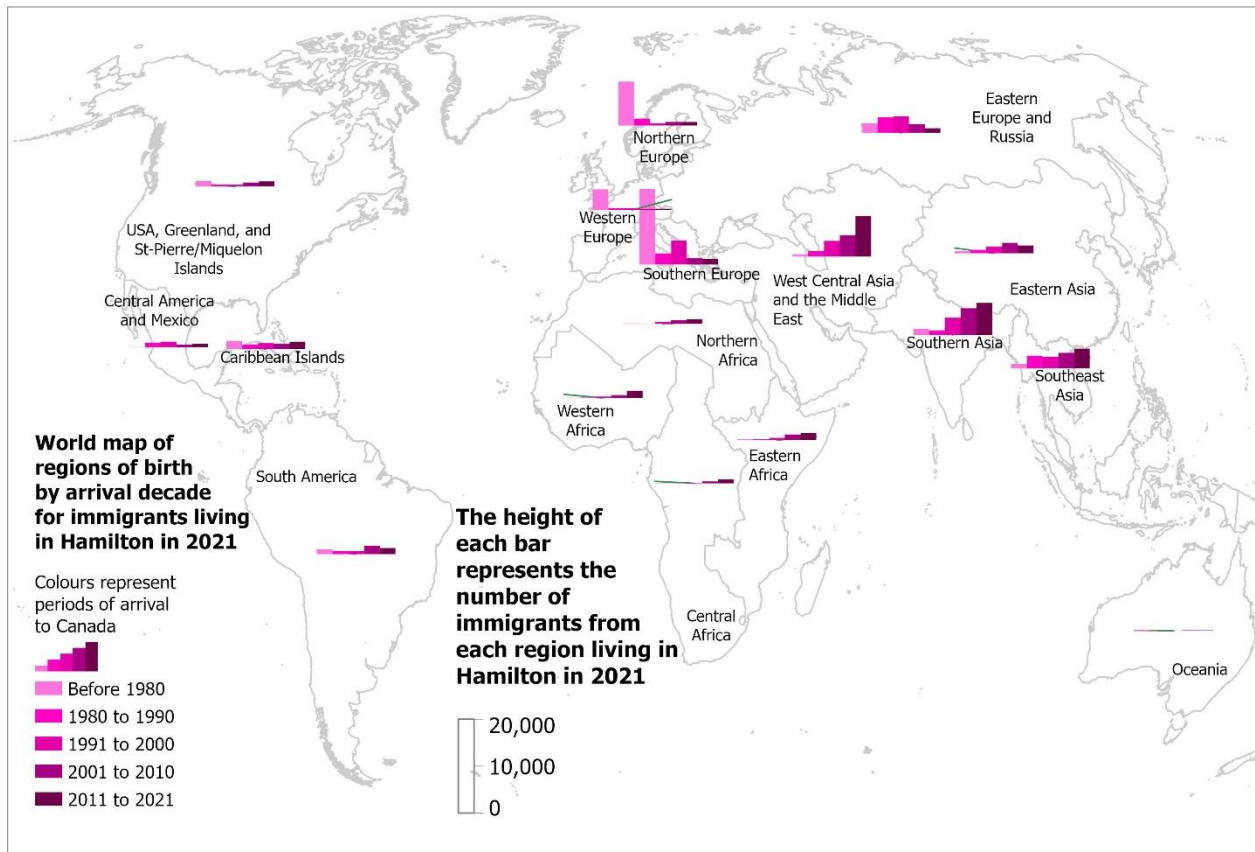 Eastern
Europe and
Russia
Northern
Europe
Western
Europe
Southern Europe
USA, Greenland, and
St-Pierre/Miquelon
Islands
Central America
and Mexico
Caribbean Islands
West Central Asia
and the Middle
East
Eastern Asia
Southern Asia
Southeast
Asia
Northern
Africa
Western
Africa
Eastern
Africa
South America
Central
Africa
Oceania
World map of
regions of birth
by arrival decade
for immigrants living
in Hamilton in 2021
Colours represent
periods of arrival
to Canada
Before 1980
1980 to 1990
1991 to 2000
2001 to 2010
2011 to 2021
The height of
each bar
represents the
number of
immigrants from
each region living in
Hamilton in 2021
20,000
10,000
0